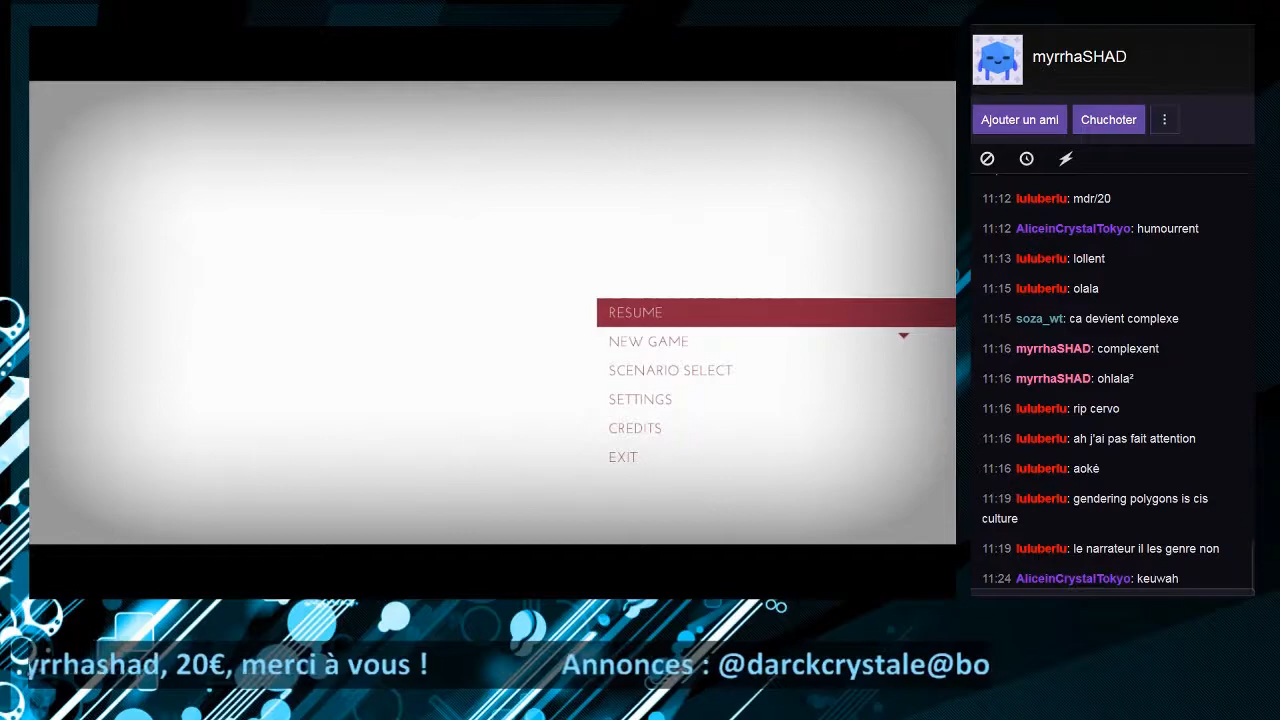 myrrhaSHAD
Ajouter un ami
Chuchoter
11:12 luluberlu: mdr/20
11:12 AliceinCrystalTokyo: humourrent
11:13 luluberlu: lollent
11:15 luluberlu: olala
11:15 soza_wt: ca devient complexe
11:16 myrrhaSHAD: complexent
11:16 myrrhaSHAD: ohlala²
11:16 luluberlu: rip cervo
11:16 luluberlu: ah j'ai pas fait attention
11:16 luluberlu: aoké
11:19 luluberlu: gendering polygons is cis
culture
11:19 luluberlu: le narrateur il les genre non
11:24 AliceinCrystalTokyo: keuwah
RESUME
NEW GAME
SCENARIO SELECT
SETTINGS
CREDITS
EXIT
yrrhashad, 20€, merci à vous !
Annonces : @darckcrystale@bo